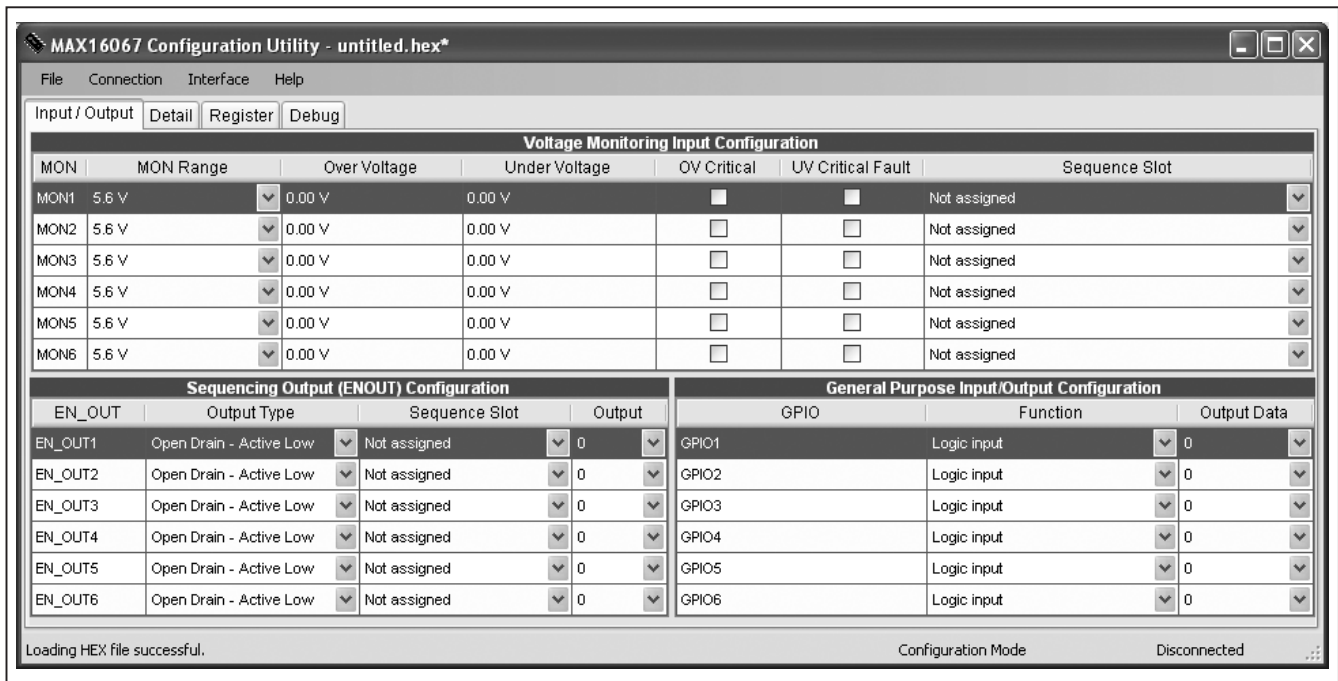 MAX16067 Configuration Utility - untitled.hex*
File Connection Interface Help
Input / Output Detail Register Debug
Voltage Monitoring Input Configuration
MON MON Range Over Voltage Under Voltage OV Critical UV Critical Fault Sequence Slot
MON1 5.6 V 0.00 V 0.00 V Not assigned
MON2 5.6 V 0.00 V 0.00 V Not assigned
MON3 5.6 V 0.00 V 0.00 V Not assigned
MON4 5.6 V 0.00 V 0.00 V Not assigned
MON5 5.6 V 0.00 V 0.00 V Not assigned
MON6 5.6 V 0.00 V 0.00 V Not assigned
Sequencing Output (ENOUT) Configuration General Purpose Input/Output Configuration
EN_OUT Output Type Sequence Slot Output GPIO Function Output Data
EN_OUT1 Open Drain - Active Low Not assigned 0 GPIO1 Logic input 0
EN_OUT2 Open Drain - Active Low Not assigned 0 GPIO2 Logic input 0
EN_OUT3 Open Drain - Active Low Not assigned 0 GPIO3 Logic input 0
EN_OUT4 Open Drain - Active Low Not assigned 0 GPIO4 Logic input 0
EN_OUT5 Open Drain - Active Low Not assigned 0 GPIO5 Logic input 0
EN_OUT6 Open Drain - Active Low Not assigned 0 GPIO6 Logic input 0
Loading HEX file successful. Configuration Mode Disconnected